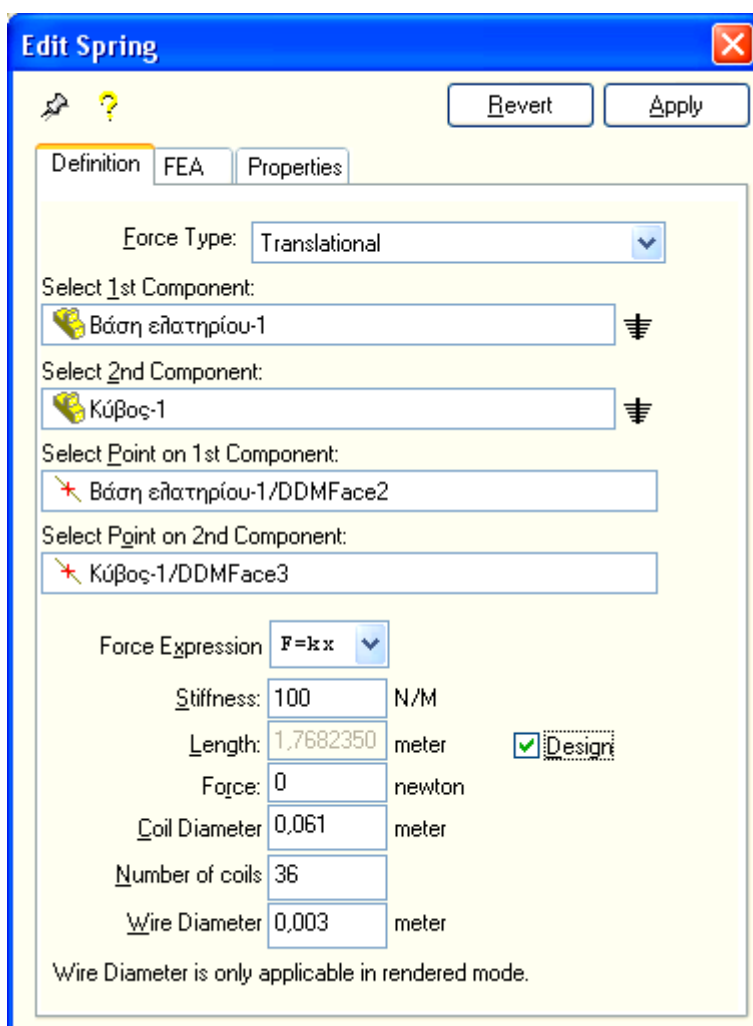 Edit Spring
?
Revert Apply
Definition FEA Properties
Force Type: Translational
Select 1st Component:
Βάση ελατηρίου-1
Select 2nd Component:
Κύβος-1
Select Point on 1st Component:
Βάση ελατηρίου-1/DDMFace2
Select Point on 2nd Component:
Κύβος-1/DDMFace3
Force Expression F=kx
Stiffness: 100 N/M
Length: 1,7682350 meter Design
Force: 0 newton
Coil Diameter 0,061 meter
Number of coils 36
Wire Diameter 0,003 meter
Wire Diameter is only applicable in rendered mode.